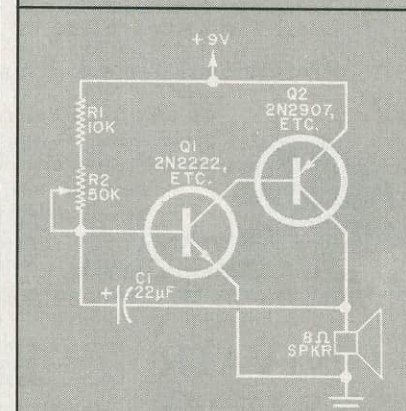 +9V
Q2
2N2907,
ETC.
R1
10K
Q1
2N2222,
ETC.
R2
50K
+
C1
22µF
8Ω
SPKR